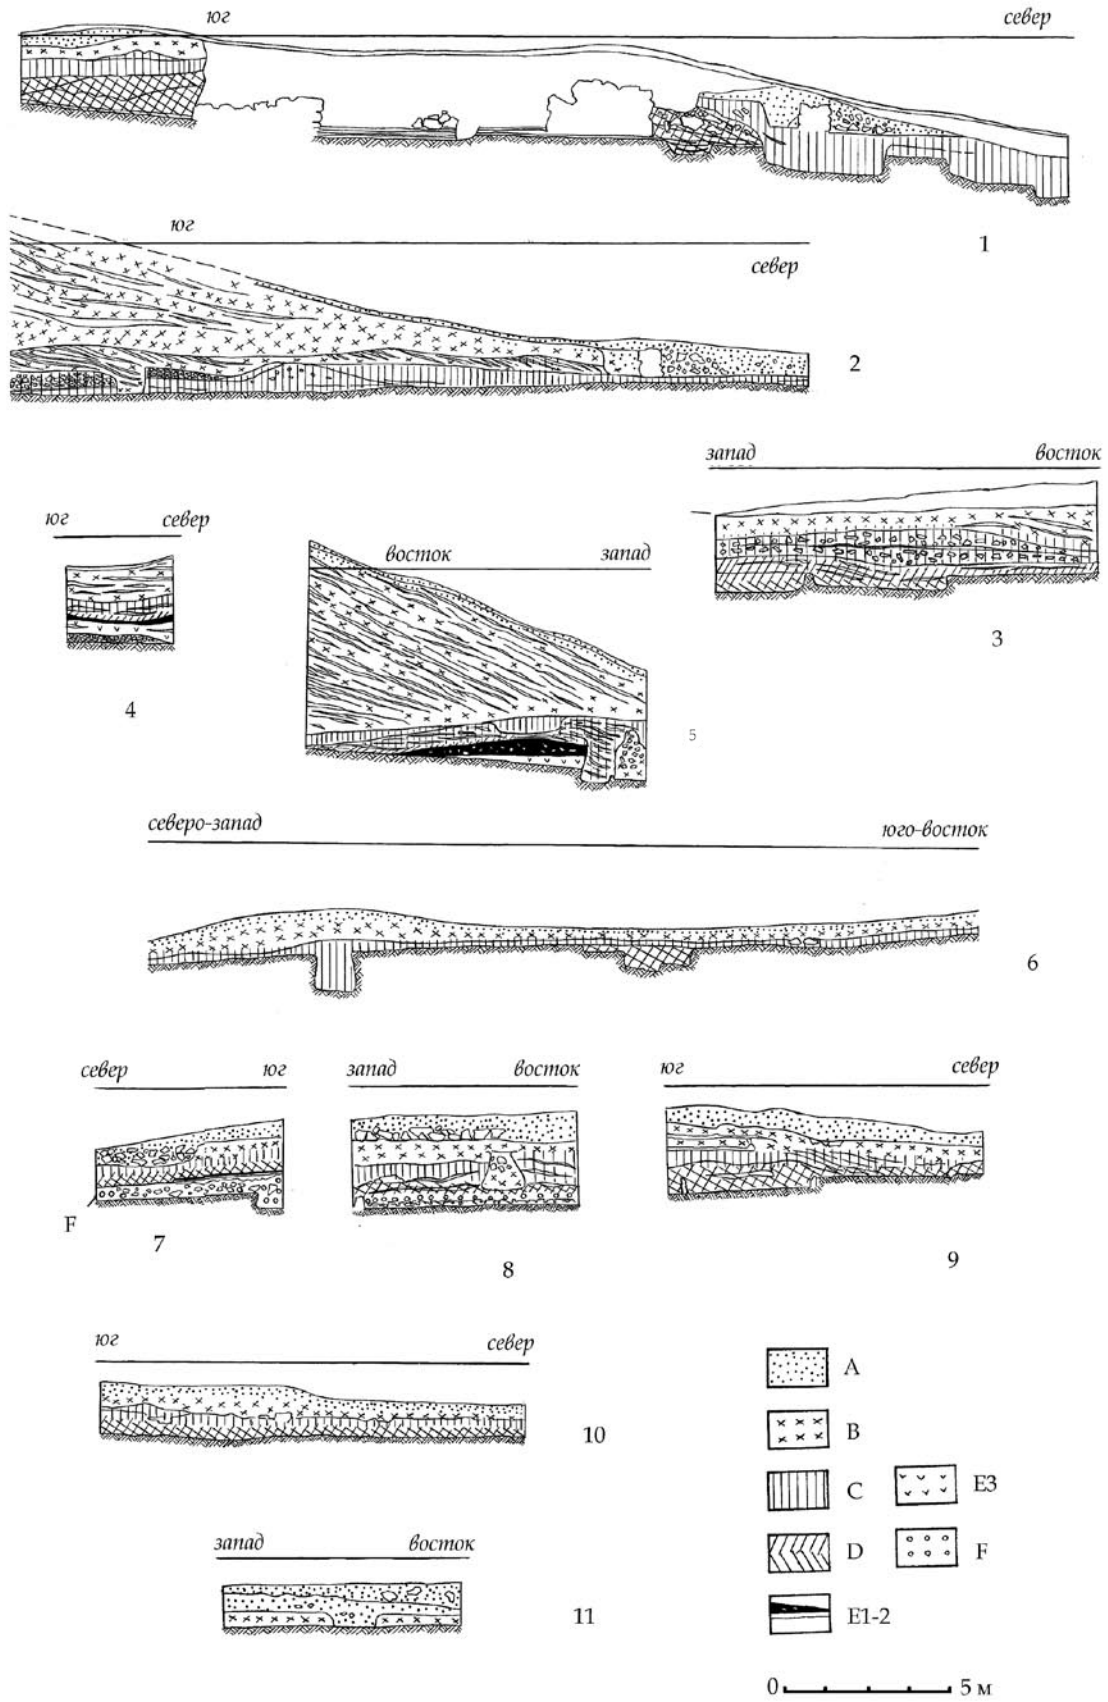 юг север
1
юг
север
2
запад восток
3
юг север
4
восток запад
5
северо-запад юго-восток
6
север юг
F
7
запад восток
8
юг север
9
юг север
10
запад восток
11
A
B
C
D
E1-2
E3
F
0 5 м